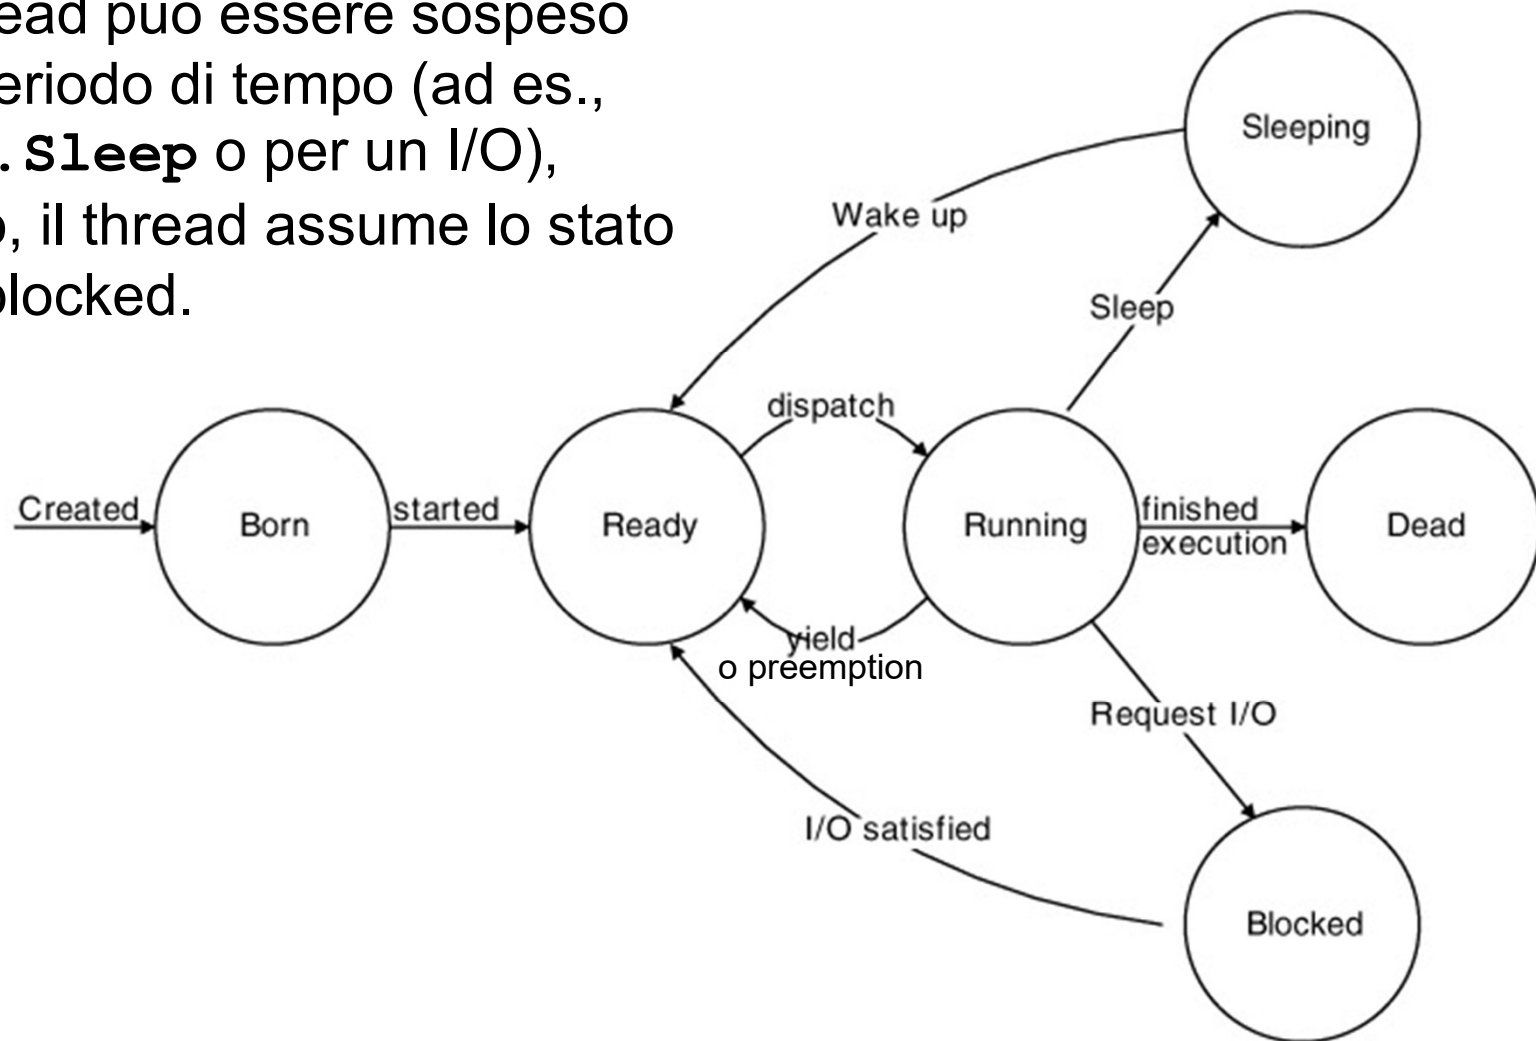 ead può essere sospeso
eriodo di tempo (ad es.,
.Sleep o per un I/O),
o, il thread assume lo stato
blocked.
Sleeping
Wake up
Sleep
dispatch
Created
Born
started
Ready
Running
finished
execution
Dead
yield
o preemption
Request I/O
I/O satisfied
Blocked